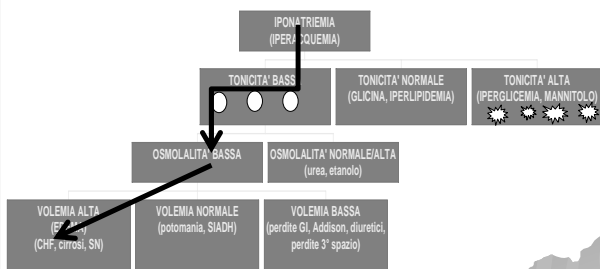 IPONATRIEMIA
(IPERACQUEMIA)
TONICITA' BASSA
TONICITA' NORMALE
(GLICINA, IPERLIPIDEMIA)
TONICITA' ALTA
(IPERGLICEMIA, MANNITOLO)
OSMOLALITA' BASSA
OSMOLALITA' NORMALE/ALTA
(urea, etanolo)
VOLEMIA ALTA
(CHF, cirrosi, SN)
VOLEMIA NORMALE
(potomania, SIADH)
VOLEMIA BASSA
(perdite GI, Addison, diuretici,
perdite 3° spazio)